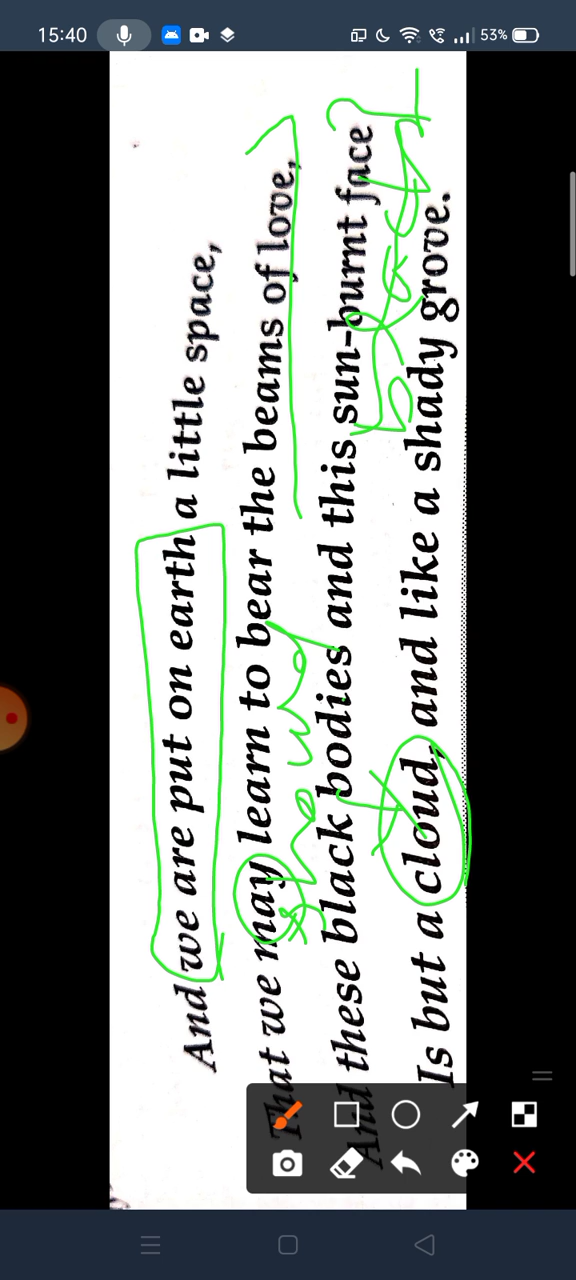 15:40
53%
And we are put on earth a little space,
That we may learn to bear the beams of love,
should
And these black bodies and this sun-burnt face
Is but a cloud, and like a shady grove.